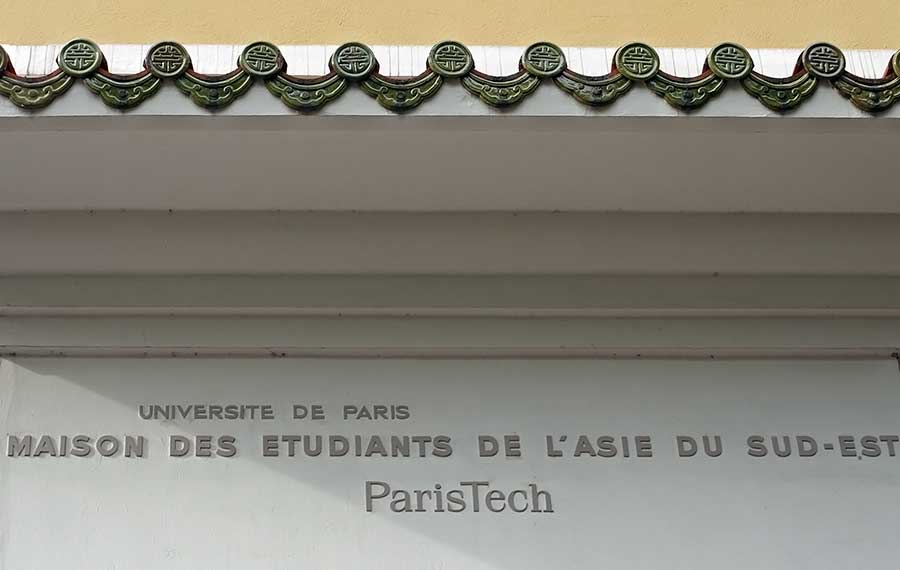 UNIVERSITE DE PARIS
MAISON DES ETUDIANTS DE L'ASIE DU SUD-EST
ParisTech